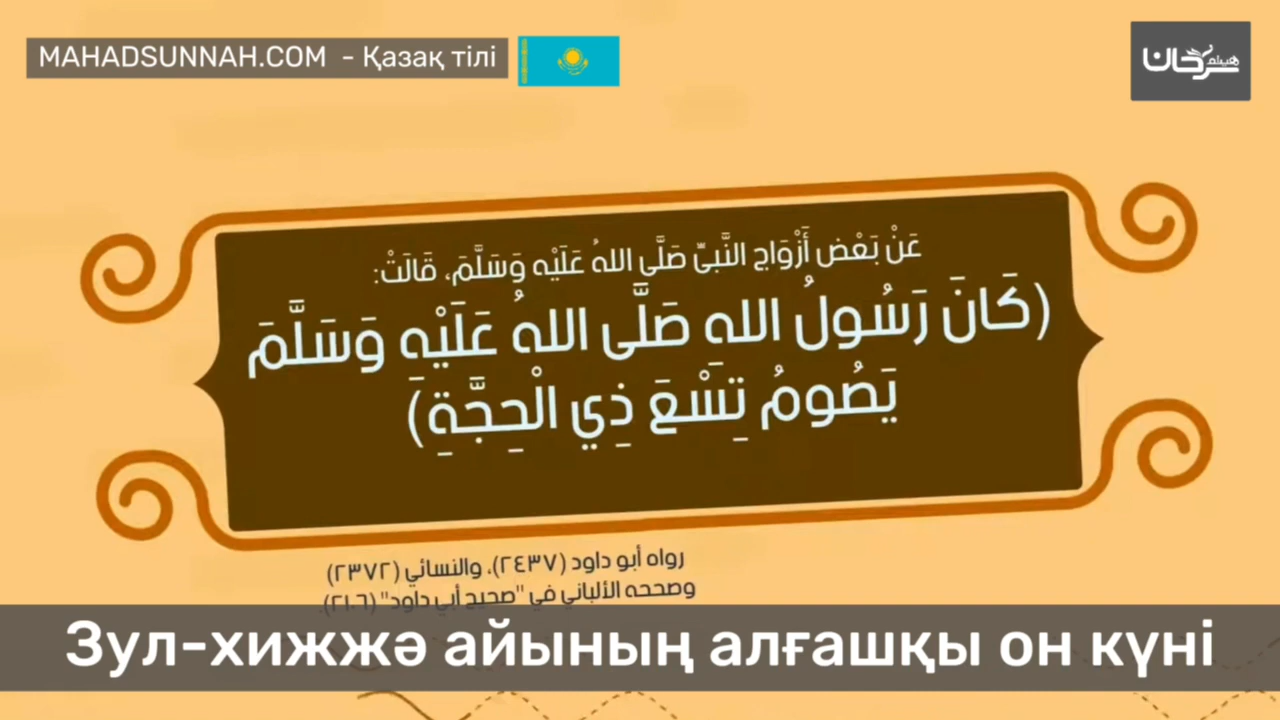 MAHADSUNNAH.COM - Қазақ тілі
عَنْ بَعْضِ أَزْوَاجِ النَّبِيِّ صَلَّى اللهُ عَلَيْهِ وَسَلَّمَ، قَالَتْ:
(كَانَ رَسُولُ اللهِ صَلَّى اللهُ عَلَيْهِ وَسَلَّمَ
يَصُومُ تِسْعَ ذِي الْحِجَّةِ)
رواه أبو داود (٢٤٣٧)، والنسائي (٢٣٧٢)
وصححه الألباني في "صحيح أبي داود" (٢١٠٦).
Зул-хижжә айының алғашқы он күні